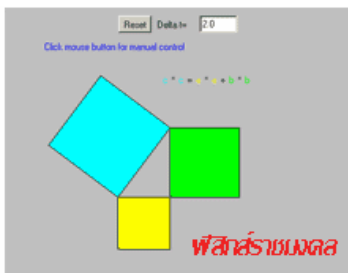 Reset Delta t= 2.0
Click mouse button for manual control
c * c = a * a + b * b
ฟิสิกส์ราชมงคล